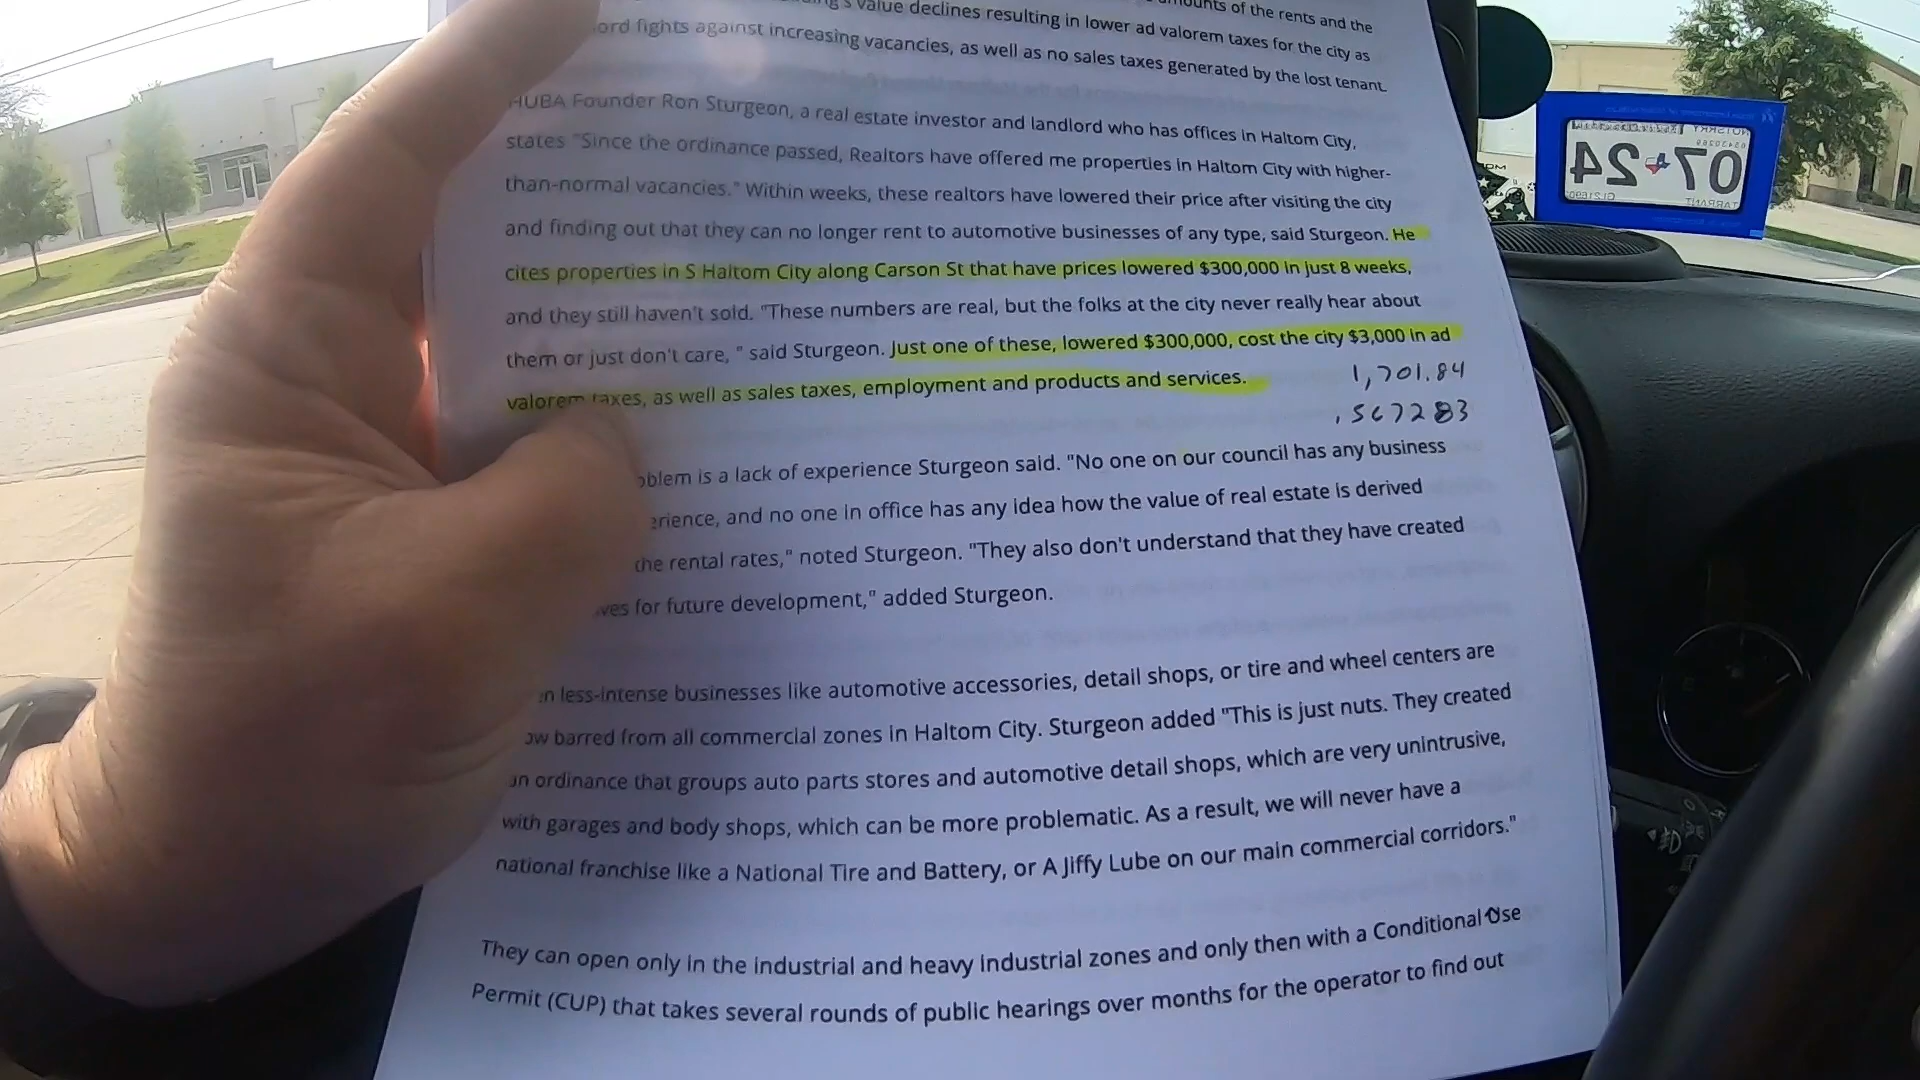 value declines resulting in lower ad valorem taxes for the city as
of the rents and the
fights against increasing vacancies, as well as no sales taxes generated by the lost tenant.
HUBA Founder Ron Sturgeon, a real estate investor and landlord who has offices in Haltom City,
states "Since the ordinance passed, Realtors have offered me properties in Haltom City with higher-
than-normal vacancies." Within weeks, these realtors have lowered their price after visiting the city
and finding out that they can no longer rent to automotive businesses of any type, said Sturgeon. He
cites properties in S Haltom City along Carson St that have prices lowered $300,000 in just 8 weeks,
and they still haven't sold. "These numbers are real, but the folks at the city never really hear about
them or just don't care, " said Sturgeon. Just one of these, lowered $300,000, cost the city $3,000 in ad
valorem taxes, as well as sales taxes, employment and products and services.
1,701.84
.567283
is a lack of experience Sturgeon said. "No one on our council has any business
and no one in office has any idea how the value of real estate is derived
the rental rates," noted Sturgeon. "They also don't understand that they have created
for future development," added Sturgeon.
less-intense businesses like automotive accessories, detail shops, or tire and wheel centers are
barred from all commercial zones in Haltom City. Sturgeon added "This is just nuts. They created
an ordinance that groups auto parts stores and automotive detail shops, which are very unintrusive,
with garages and body shops, which can be more problematic. As a result, we will never have a
national franchise like a National Tire and Battery, or A Jiffy Lube on our main commercial corridors."
They can open only in the industrial and heavy industrial zones and only then with a Conditional Use
Permit (CUP) that takes several rounds of public hearings over months for the operator to find out
07 24
TARRANT